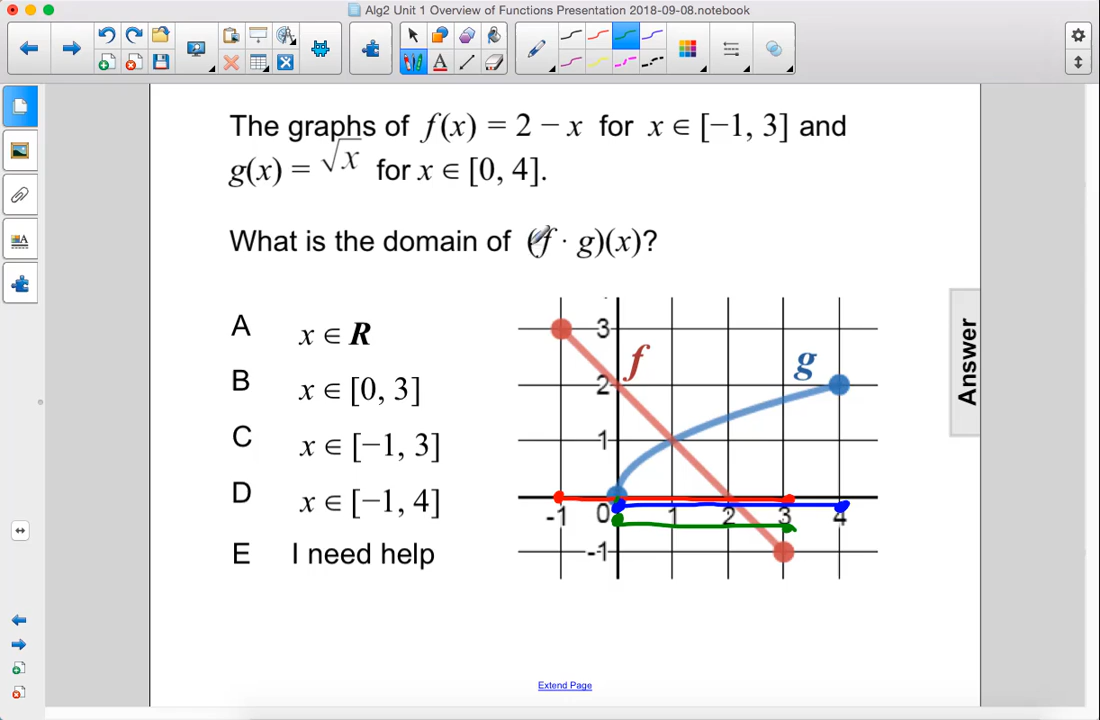 Alg2 Unit 1 Overview of Functions Presentation 2018-09-08.notebook
The graphs of f(x) = 2 − x for x ∈ [−1, 3] and
g(x) = √x for x ∈ [0, 4].
What is the domain of (f · g)(x)?
A x ∈ R
B x ∈ [0, 3]
C x ∈ [−1, 3]
D x ∈ [−1, 4]
E I need help
3
f
g
2
1
-1 0 1 2 3 4
-1
Answer
Extend Page